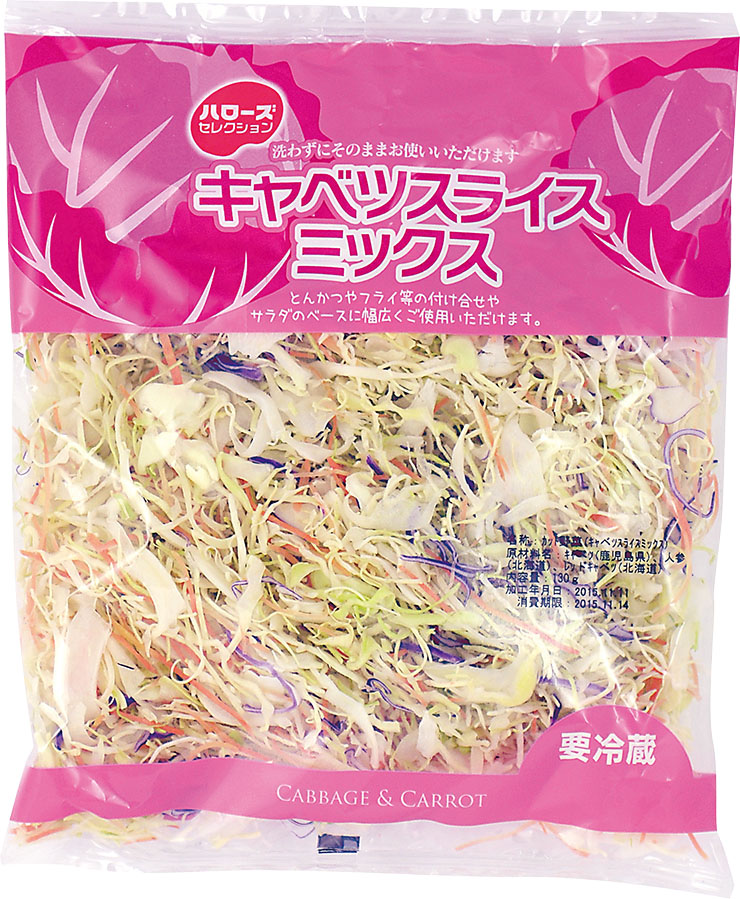 ハローズ
セレクション
洗わずにそのままお使いいただけます
キャベツスライス
ミックス
とんかつやフライ等の付け合せや
サラダのベースに幅広くご使用いただけます。
名称：カット野菜(キャベツスライスミックス)
原材料名：キャベツ(鹿児島県)、人参
(北海道)、レッドキャベツ(北海道)
内容量：130g
加工年月日 2015.11.11
消費期限：2015.11.14
要冷蔵
CABBAGE & CARROT